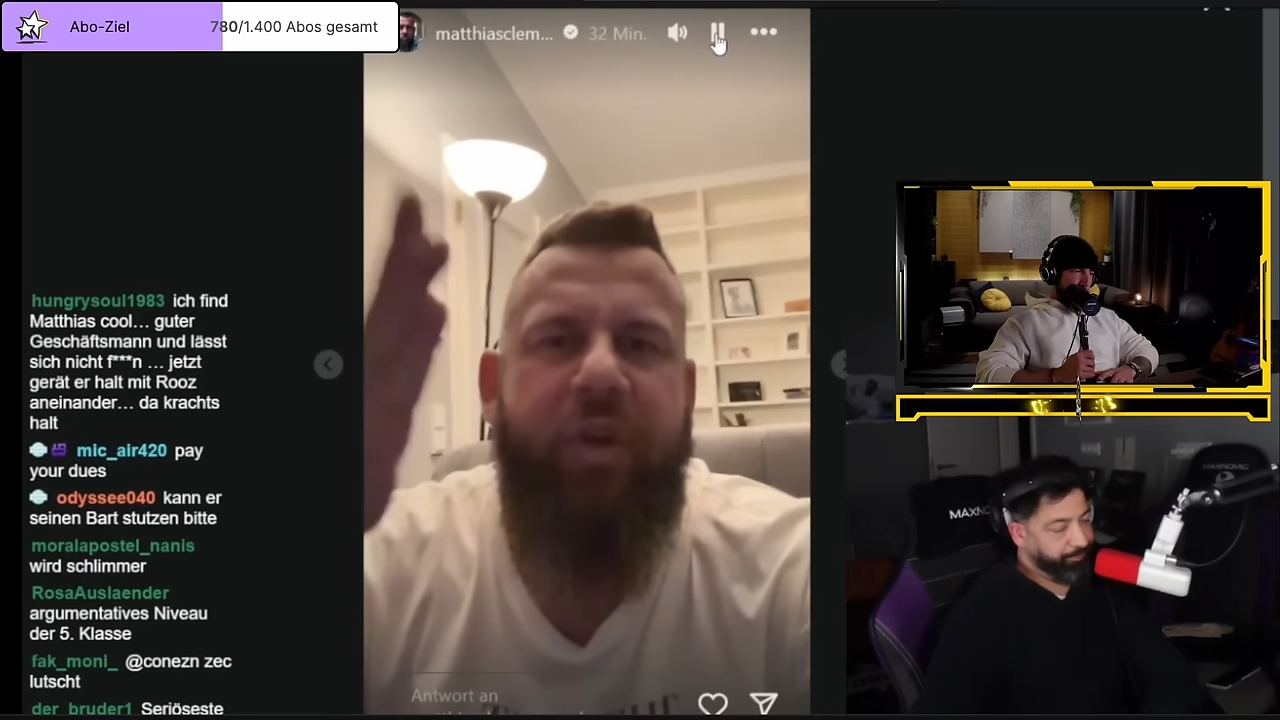 Abo-Ziel
780/1.400 Abos gesamt
matthiasclem... 32 Min.
hungrysoul1983 ich find
Matthias cool... guter
Geschäftsmann und lässt
sich nicht f***n ... jetzt
gerät er halt mit Rooz
aneinander... da krachts
halt
mic_air420 pay
your dues
odyssee040 kann er
seinen Bart stutzen bitte
moralapostel_nanis
wird schlimmer
RosaAuslaender
argumentatives Niveau
der 5. Klasse
fak_moni_ @conezn zec
lutscht
der_bruder1 Seriöseste
Antwort an
MAXNOMIC